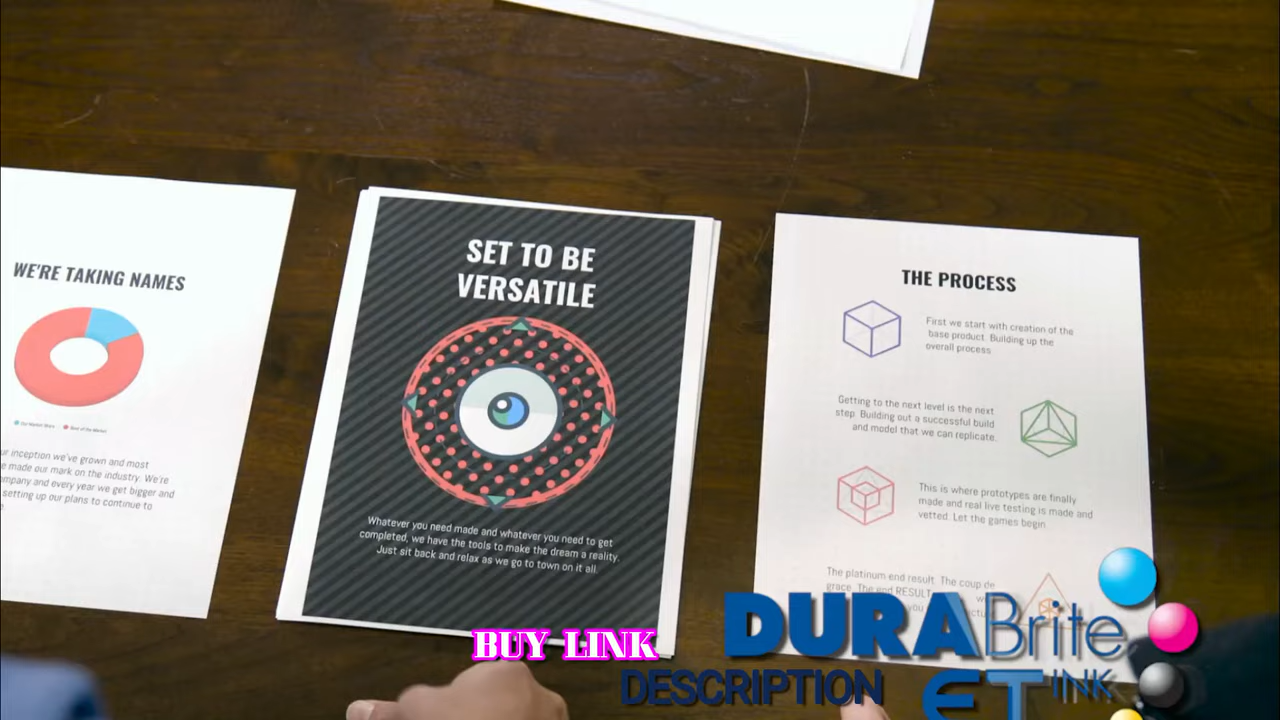 WE'RE TAKING NAMES
Our Market Share
Rest of the Market
inception we've grown and most
made our mark on the industry. We're
and every year we get bigger and
setting up our plans to continue to
SET TO BE
VERSATILE
Whatever you need made and whatever you need to get
completed, we have the tools to make the dream a reality.
Just sit back and relax as we go to town on it all.
THE PROCESS
First we start with creation of the
base product. Building up the
overall process
Getting to the next level is the next
step. Building out a successful build
and model that we can replicate.
This is where prototypes are finally
made and real live testing is made and
vetted. Let the games begin
The platinum end result. The coup de
grace. The end RESULT
you
DURABrite
ET INK
BUY LINK
DESCRIPTION